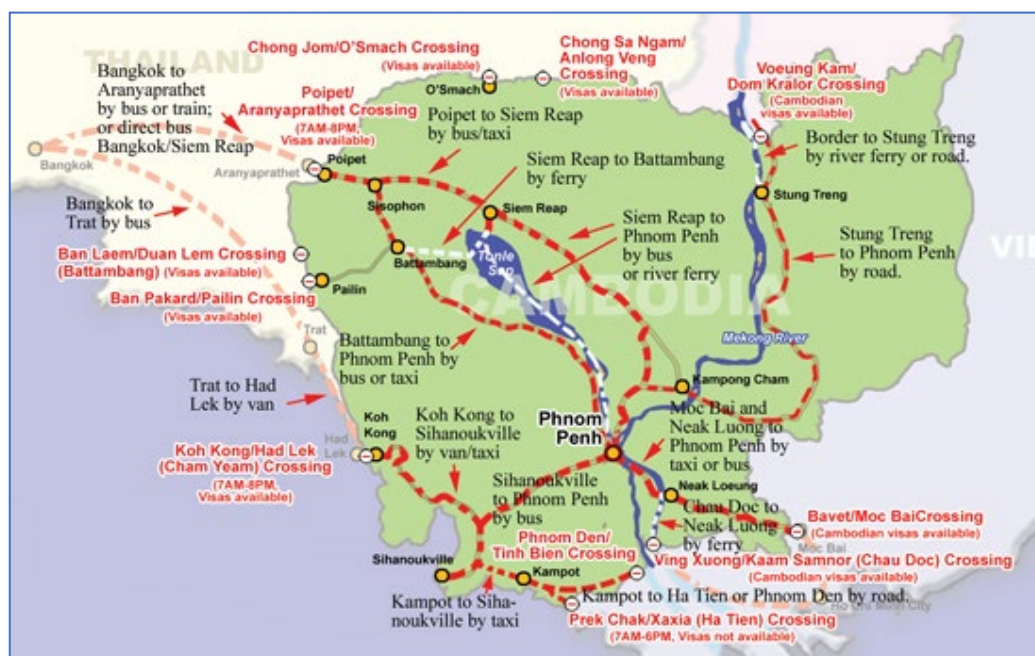 THAILAND
Chong Jom/O'Smach Crossing
(Visas available)
Chong Sa Ngam/
Anlong Veng
Crossing
(Visas available)
Voeung Kam/
Dom Kralor Crossing
(Cambodian
visas available)
Bangkok to
Aranyaprathet
by bus or train;
or direct bus
Bangkok/Siem Reap
Poipet/
Aranyaprathet Crossing
(7AM-8PM,
Visas available)
O'Smach
Poipet to Siem Reap
by bus/taxi
Border to Stung Treng
by river ferry or road.
Bangkok
Aranyaprathet
Poipet
Siem Reap to Battambang
by ferry
Sisophon
Siem Reap
Stung Treng
Bangkok to
Trat by bus
Siem Reap to
Phnom Penh
by bus
or river ferry
Stung Treng
to Phnom Penh
by road.
Ban Laem/Duan Lem Crossing
(Battambang) (Visas available)
Battambang
Tonle
Sap
Pailin
Ban Pakard/Pailin Crossing
(Visas available)
CAMBODIA
VI
Trat
Battambang to
Phnom Penh by
bus or taxi
Mekong River
Trat to Had
Lek by van
Kampong Cham
Koh
Kong
Had
Lek
Koh Kong to
Sihanoukville
by van/taxi
Phnom
Penh
Moc Bai and
Neak Luong to
Phnom Penh by
taxi or bus
Koh Kong/Had Lek
(Cham Yeam) Crossing
(7AM-8PM,
Visas available)
Sihanoukville
to Phnom Penh
by bus
Neak Loeung
Chau Doc to
Neak Luong
by ferry
Bavet/Moc BaiCrossing
(Cambodian visas available)
Moc Bai
Phnom Den/
Tinh Bien Crossing
Ving Xuong/Kaam Samnor (Chau Doc) Crossing
(Cambodian visas available)
Sihanoukville
Kampot
Kampot to Siha-
noukville by taxi
Kampot to Ha Tien or Phnom Den by road.
Ho Chi Minh City
Prek Chak/Xaxia (Ha Tien) Crossing
(7AM-6PM, Visas not available)